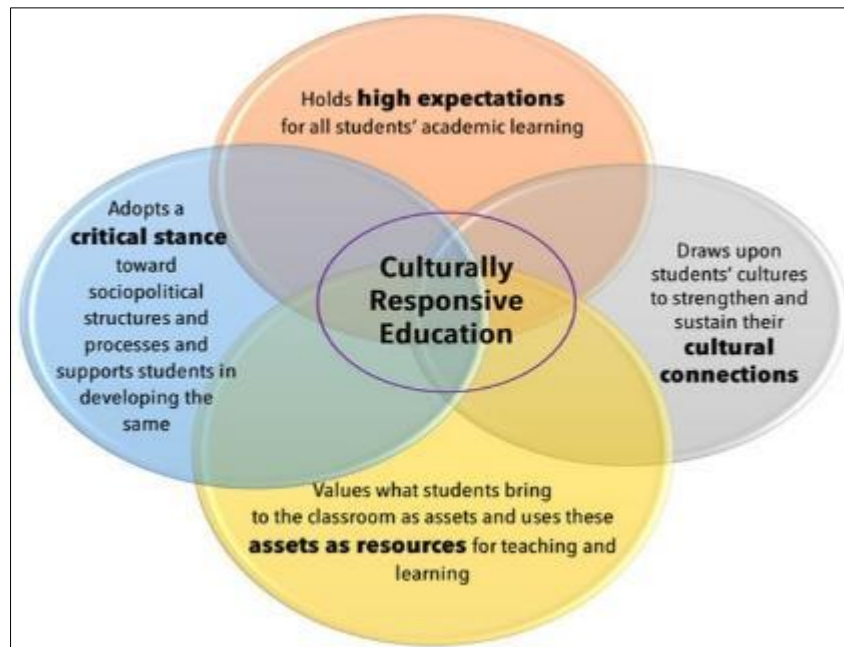 Holds high expectations
for all students’ academic learning
Adopts a
critical stance
toward
sociopolitical
structures and
processes and
supports students in
developing the
same
Culturally
Responsive
Education
Draws upon
students’ cultures
to strengthen and
sustain their
cultural
connections
Values what students bring
to the classroom as assets and uses these
assets as resources for teaching and
learning